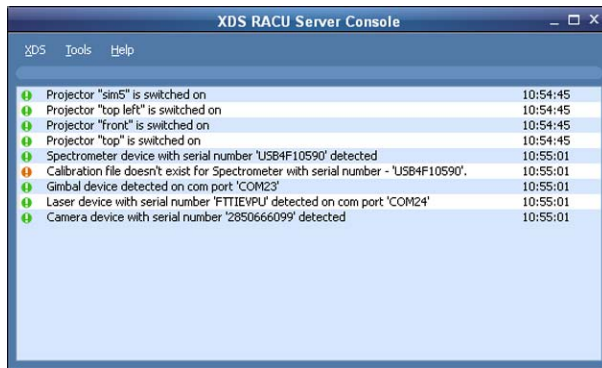 XDS RACU Server Console
XDS Tools Help
Projector "sim5" is switched on 10:54:45
Projector "top left" is switched on 10:54:45
Projector "front" is switched on 10:54:45
Projector "top" is switched on 10:54:45
Spectrometer device with serial number 'USB4F10590' detected 10:55:01
Calibration file doesn't exist for Spectrometer with serial number - 'USB4F10590'. 10:55:01
Gimbal device detected on com port 'COM23' 10:55:01
Laser device with serial number 'FTTIEVPU' detected on com port 'COM24' 10:55:01
Camera device with serial number '2850666099' detected 10:55:01